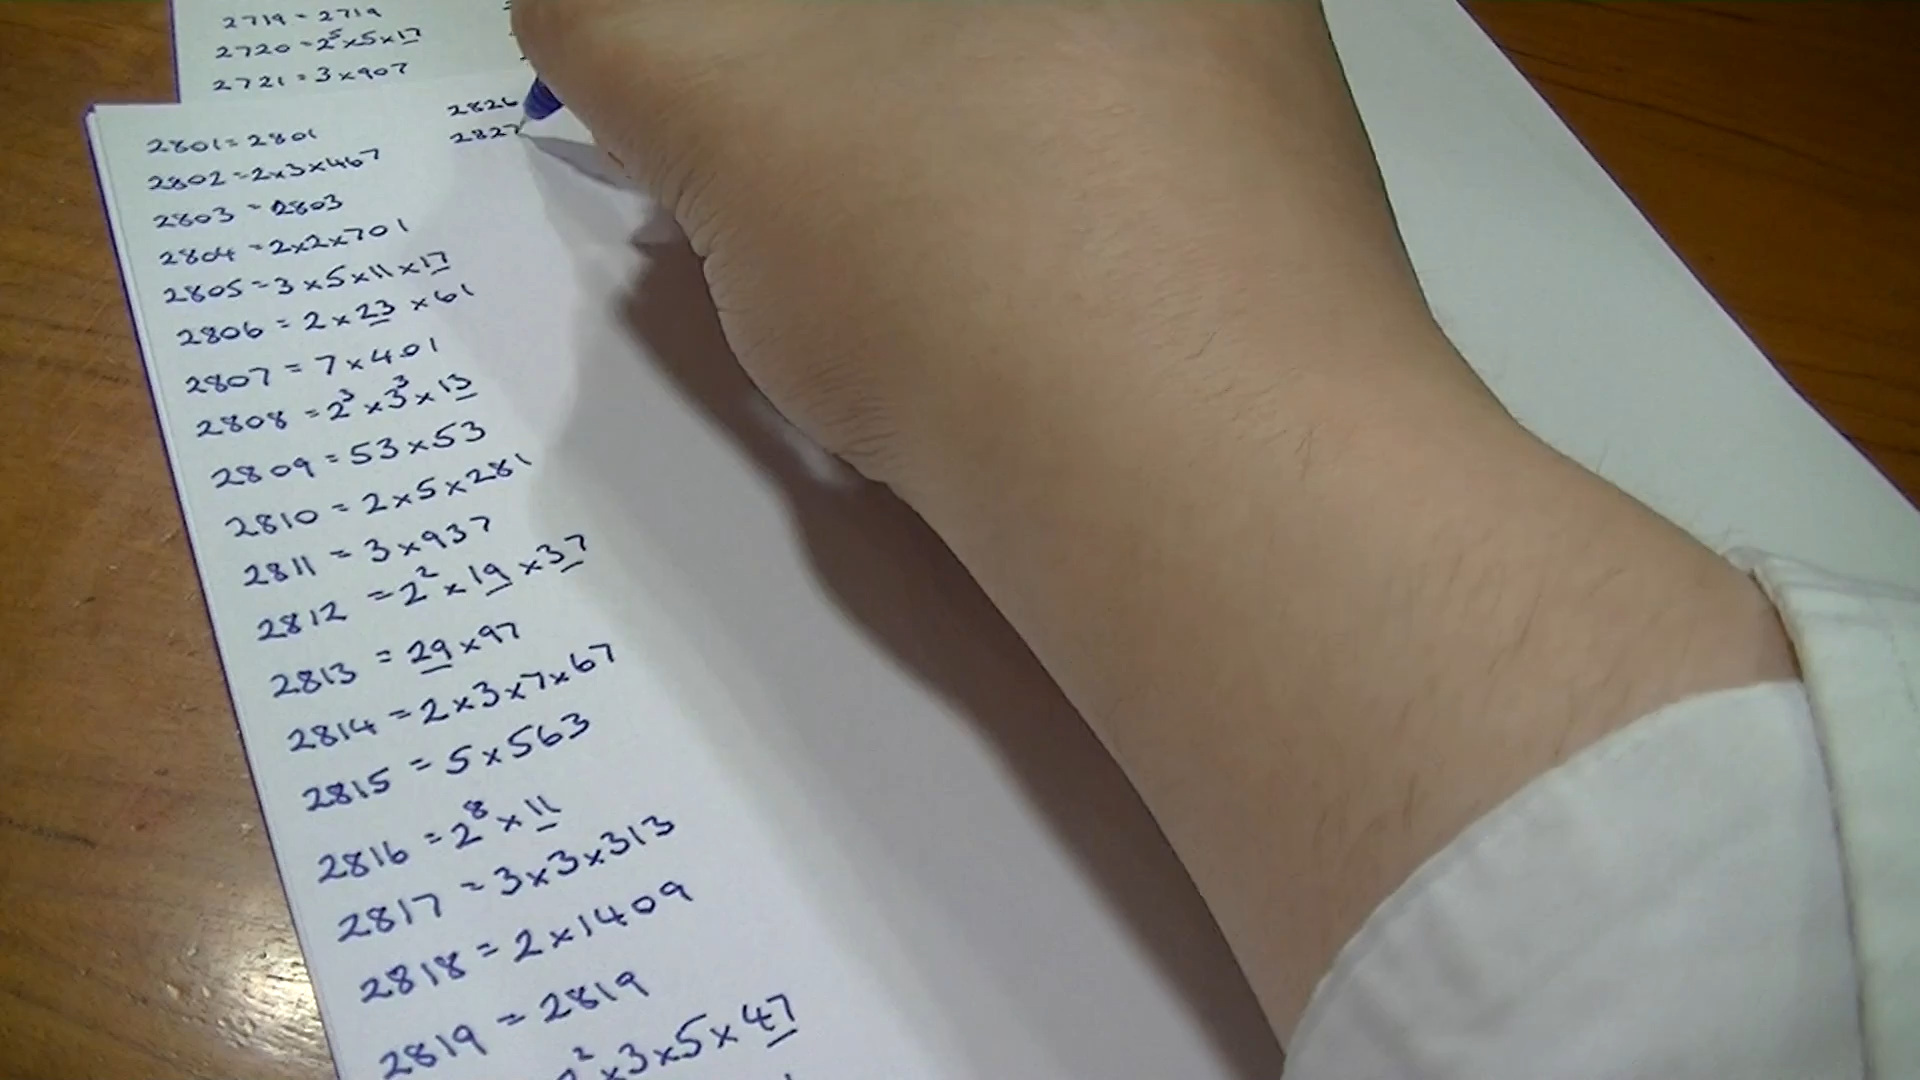 2719 = 2719
2720 = 2⁵×5×17
2721 = 3×907
2801 = 2801
2802 = 2×3×467
2803 = 2803
2804 = 2×2×701
2805 = 3×5×11×17
2806 = 2×23×61
2807 = 7×401
2808 = 2³×3³×13
2809 = 53×53
2810 = 2×5×281
2811 = 3×937
2812 = 2²×19×37
2813 = 29×97
2814 = 2×3×7×67
2815 = 5×563
2816 = 2⁸×11
2817 = 3×3×313
2818 = 2×1409
2819 = 2819
2²×3×5×47
2826
2827